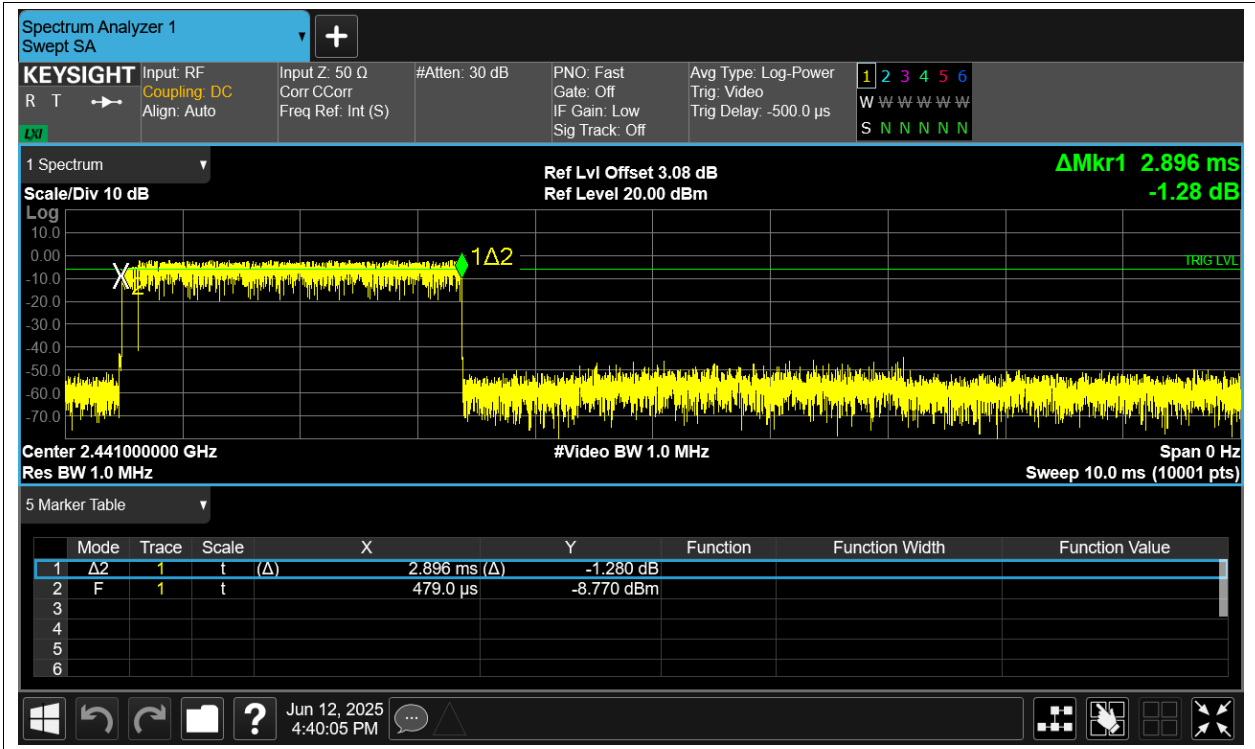 Spectrum Analyzer 1
Swept SA
+
KEYSIGHT
R T
LXI
Input: RF
Coupling: DC
Align: Auto
Input Z: 50 Ω
Corr CCorr
Freq Ref: Int (S)
#Atten: 30 dB
PNO: Fast
Gate: Off
IF Gain: Low
Sig Track: Off
Avg Type: Log-Power
Trig: Video
Trig Delay: -500.0 µs
1 2 3 4 5 6
W W W W W W
S N N N N N
1 Spectrum
Scale/Div 10 dB
Ref Lvl Offset 3.08 dB
Ref Level 20.00 dBm
ΔMkr1 2.896 ms
-1.28 dB
Log
10.0
0.00
-10.0
-20.0
-30.0
-40.0
-50.0
-60.0
-70.0
X
2
1Δ2
TRIG LVL
Center 2.441000000 GHz
#Video BW 1.0 MHz
Span 0 Hz
Res BW 1.0 MHz
Sweep 10.0 ms (10001 pts)
5 Marker Table
Mode Trace Scale X Y Function Function Width Function Value
1 Δ2 1 t (Δ) 2.896 ms (Δ) -1.280 dB
2 F 1 t 479.0 µs -8.770 dBm
3
4
5
6
?
Jun 12, 2025
4:40:05 PM